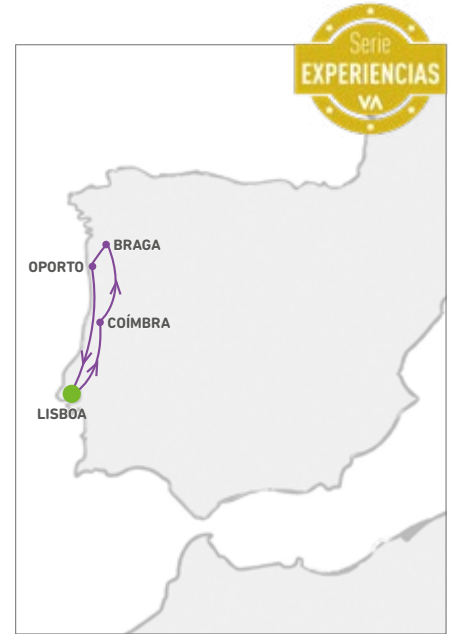 Serie
EXPERIENCIAS
VA
BRAGA
OPORTO
COÍMBRA
LISBOA